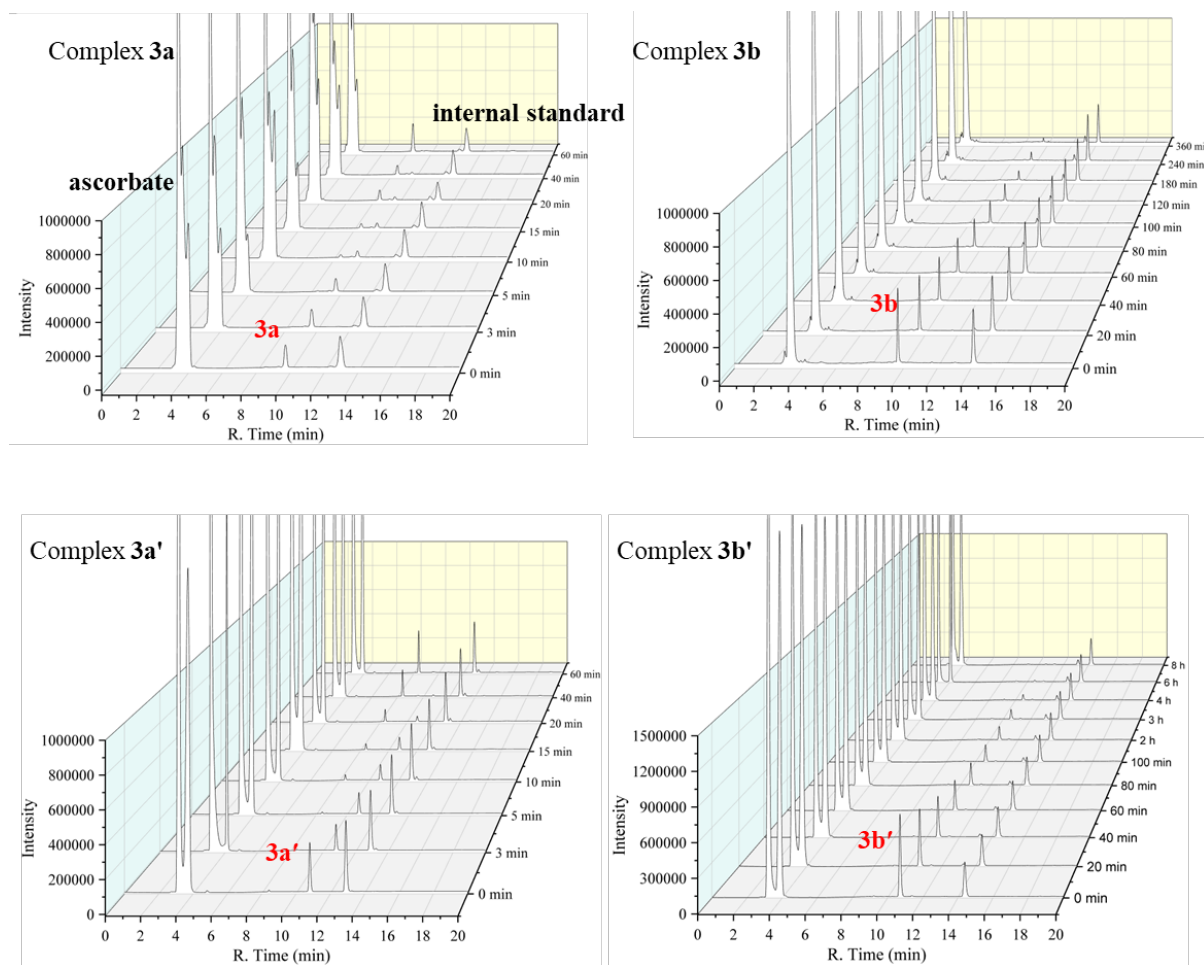 Complex 3a
internal standard
ascorbate
3a
Intensity
1000000
800000
600000
400000
200000
0
0 2 4 6 8 10 12 14 16 18 20
R. Time (min)
60 min
40 min
20 min
15 min
10 min
5 min
3 min
0 min
Complex 3b
3b
Intensity
1000000
800000
600000
400000
200000
0
0 2 4 6 8 10 12 14 16 18 20
R. Time (min)
360 min
240 min
180 min
120 min
100 min
80 min
60 min
40 min
20 min
0 min
Complex 3a′
3a′
Intensity
1000000
800000
600000
400000
200000
0
0 2 4 6 8 10 12 14 16 18 20
R. Time (min)
60 min
40 min
20 min
15 min
10 min
5 min
3 min
0 min
Complex 3b′
3b′
Intensity
1500000
1200000
900000
600000
300000
0
0 2 4 6 8 10 12 14 16 18 20
R. Time (min)
8 h
6 h
4 h
3 h
2 h
100 min
80 min
60 min
40 min
20 min
0 min